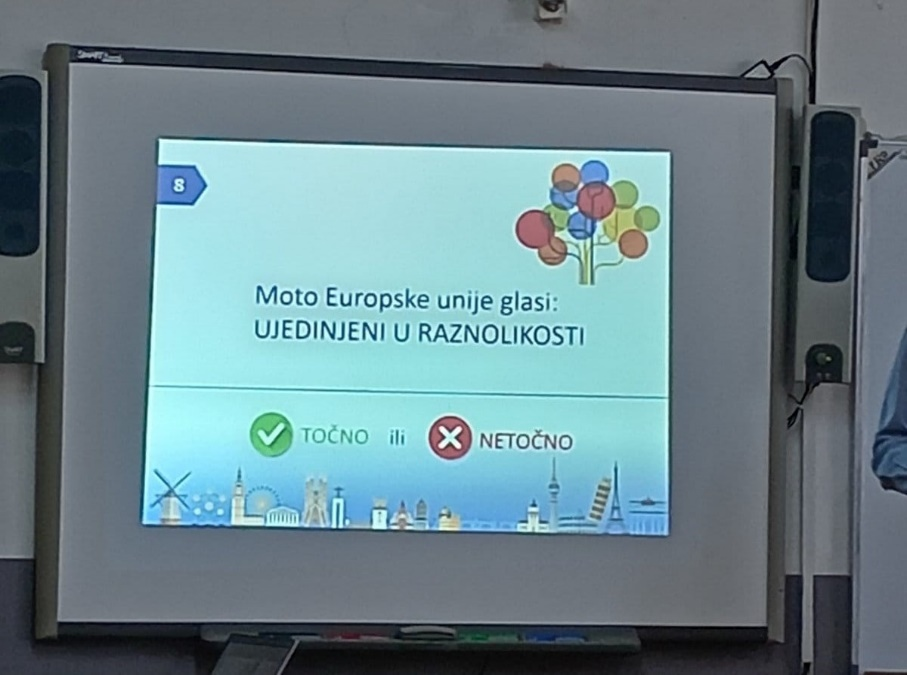 8
Moto Europske unije glasi:
UJEDINJENI U RAZNOLIKOSTI
TOČNO ili NETOČNO